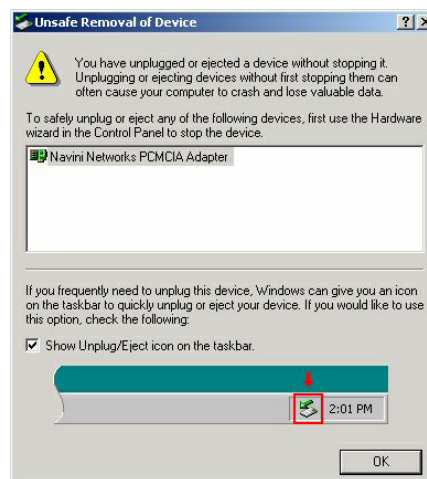 Unsafe Removal of Device
You have unplugged or ejected a device without stopping it.
Unplugging or ejecting devices without first stopping them can
often cause your computer to crash and lose valuable data.
To safely unplug or eject any of the following devices, first use the Hardware
wizard in the Control Panel to stop the device.
Navini Networks PCMCIA Adapter
If you frequently need to unplug this device, Windows can give you an icon
on the taskbar to quickly unplug or eject your device. If you would like to use
this option, check the following:
Show Unplug/Eject icon on the taskbar.
2:01 PM
OK